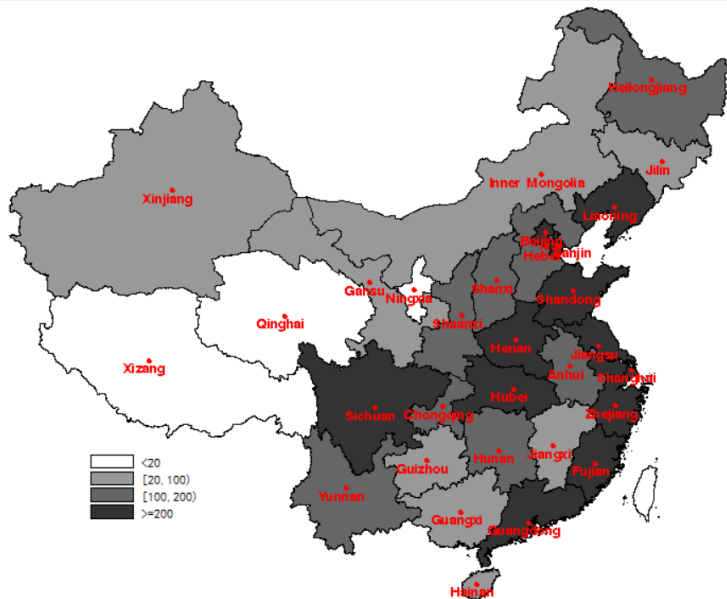 Heilongjiang
Jilin
Inner Mongolia
Xinjiang
Liaoning
Beijing
Tianjin
Hebei
Gansu
Ningxia
Shanxi
Shandong
Qinghai
Shaanxi
Henan
Jiangsu
Xizang
Anhui
Shanghai
Hubei
Sichuan
Chongqing
Zhejiang
Jiangxi
Hunan
Guizhou
Fujian
Yunnan
Guangxi
Guangdong
Hainan
<20
[20, 100)
[100, 200)
>=200